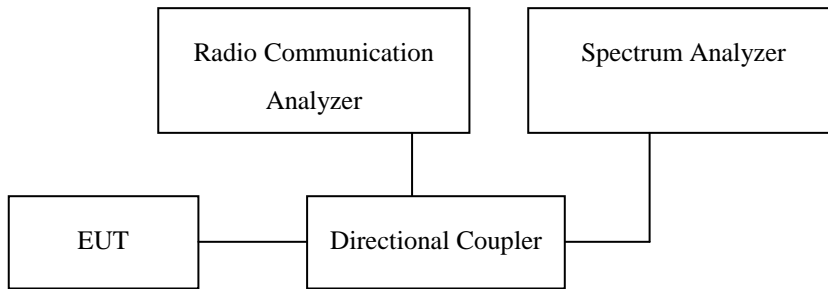 Radio Communication
Analyzer
Spectrum Analyzer
EUT
Directional Coupler